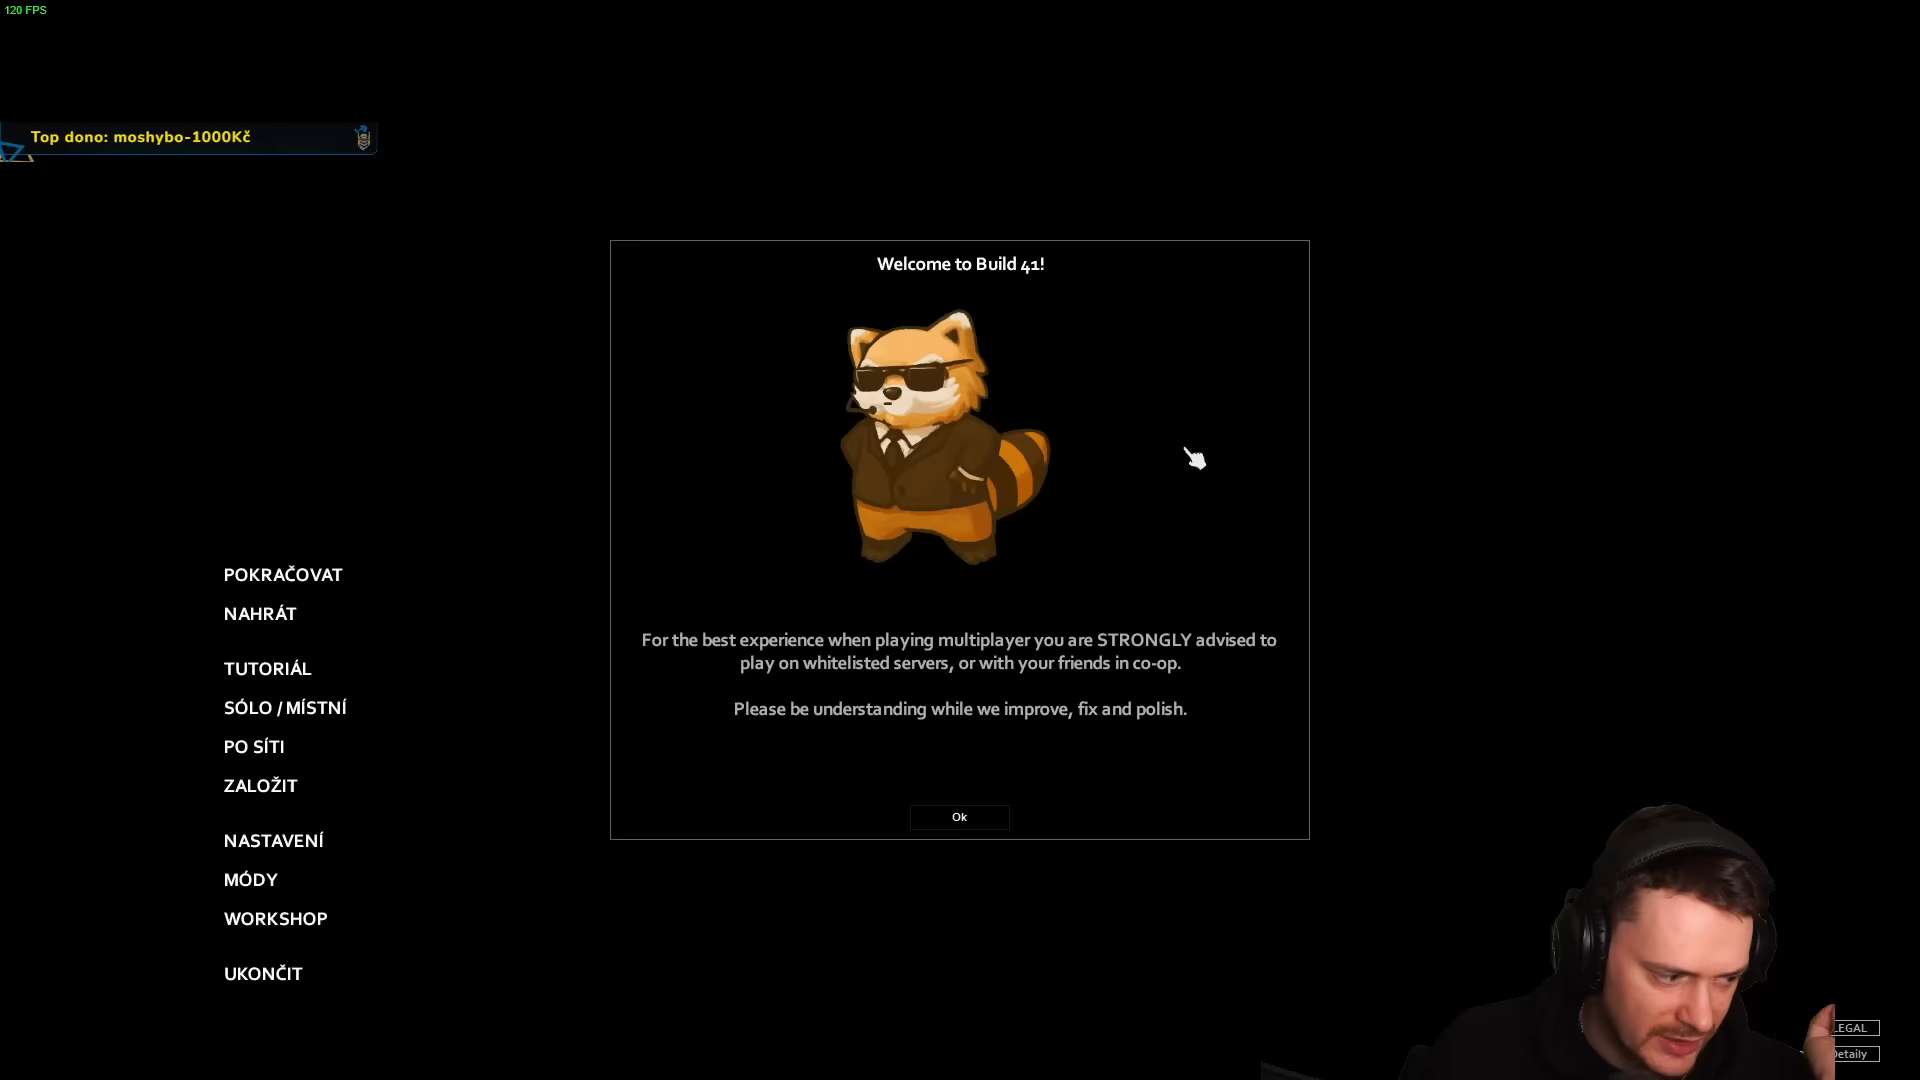 120 FPS
Top dono: moshybo-1000Kč
Welcome to Build 41!
For the best experience when playing multiplayer you are STRONGLY advised to
play on whitelisted servers, or with your friends in co-op.
Please be understanding while we improve, fix and polish.
Ok
POKRAČOVAT
NAHRÁT
TUTORIÁL
SÓLO / MÍSTNÍ
PO SÍTI
ZALOŽIT
NASTAVENÍ
MÓDY
WORKSHOP
UKONČIT
LEGAL
Detaily